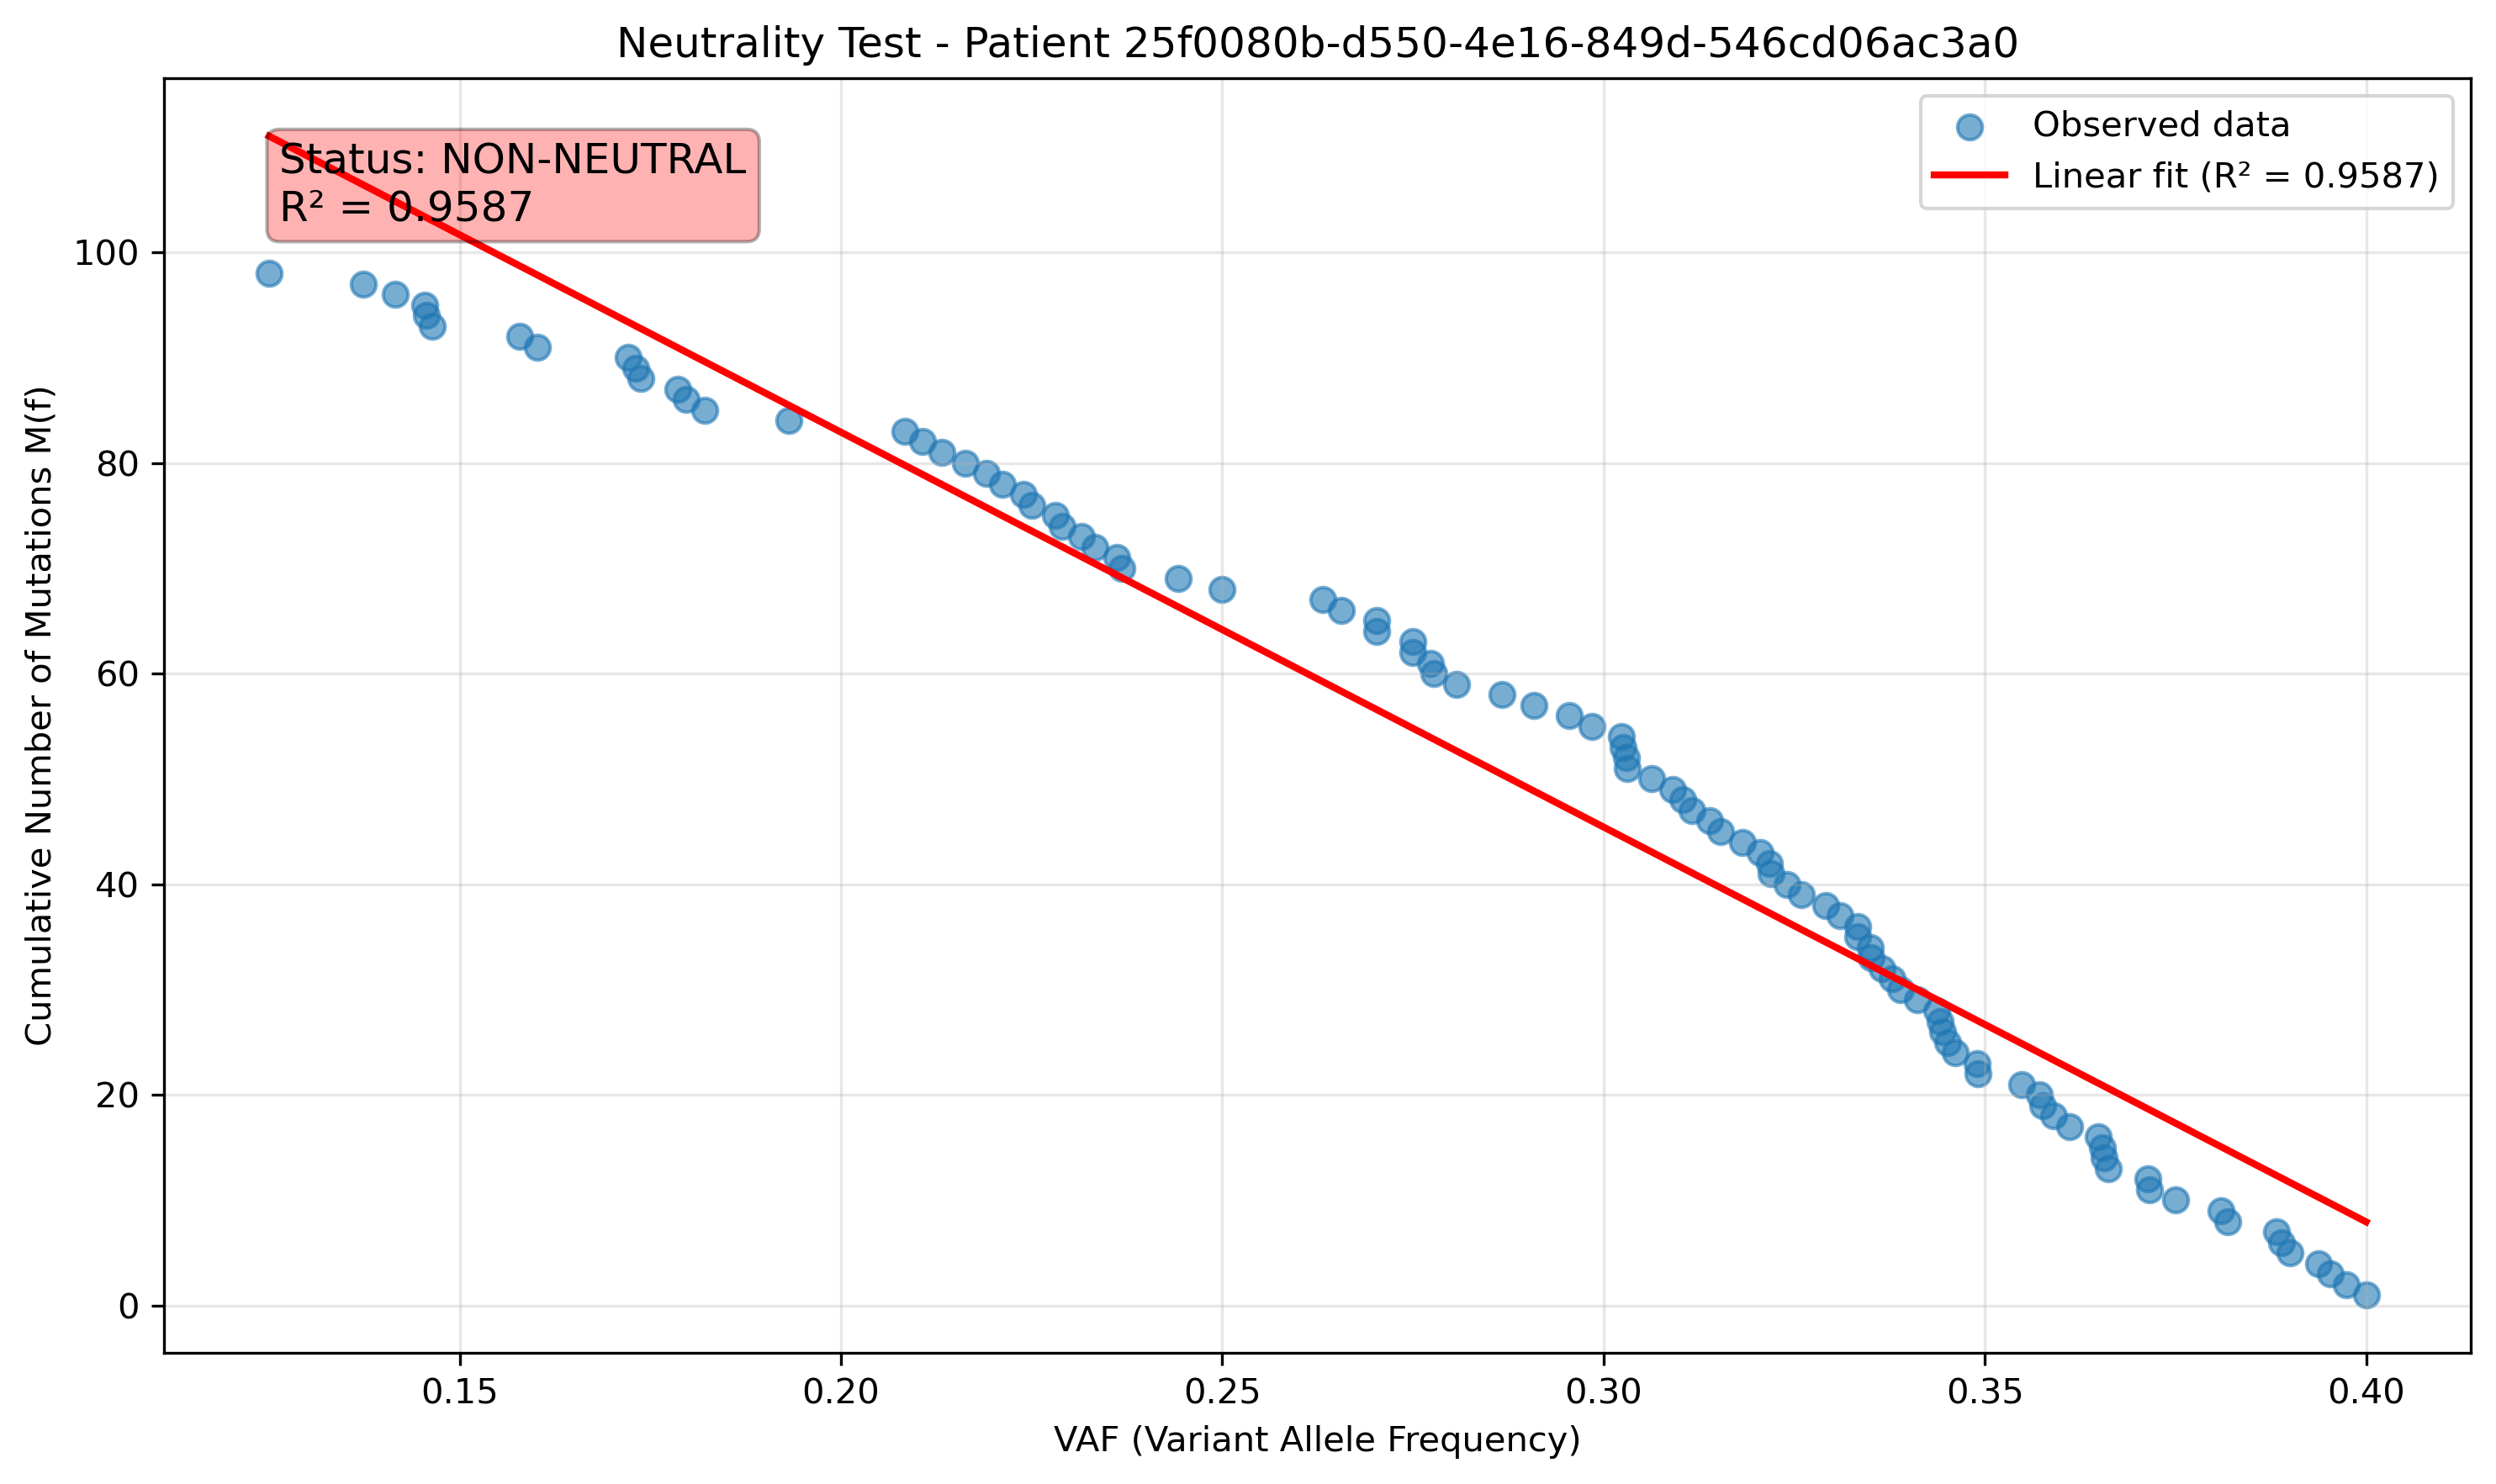 Neutrality Test - Patient 25f0080b-d550-4e16-849d-546cd06ac3a0
Status: NON-NEUTRAL
R² = 0.9587
Observed data
Linear fit (R² = 0.9587)
Cumulative Number of Mutations M(f)
100
80
60
40
20
0
0.15 0.20 0.25 0.30 0.35 0.40
VAF (Variant Allele Frequency)